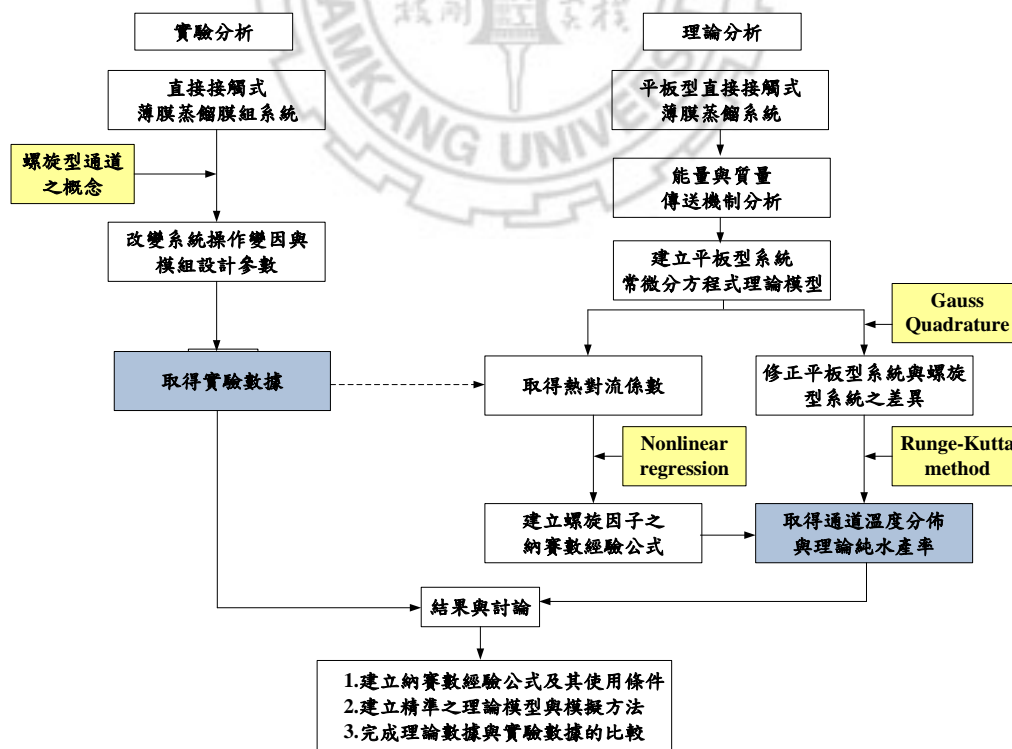 實驗分析
理論分析
直接接觸式
薄膜蒸餾膜組系統
平板型直接接觸式
薄膜蒸餾系統
螺旋型通道
之概念
能量與質量
傳送機制分析
改變系統操作變因與
模組設計參數
建立平板型系統
常微分方程式理論模型
Gauss
Quadrature
取得實驗數據
取得熱對流係數
修正平板型系統與螺旋
型系統之差異
Nonlinear
regression
Runge-Kutta
method
建立螺旋因子之
納賽數經驗公式
取得通道溫度分佈
與理論純水產率
結果與討論
1.建立納賽數經驗公式及其使用條件
2.建立精準之理論模型與模擬方法
3.完成理論數據與實驗數據的比較
AMKANG UNIVERS